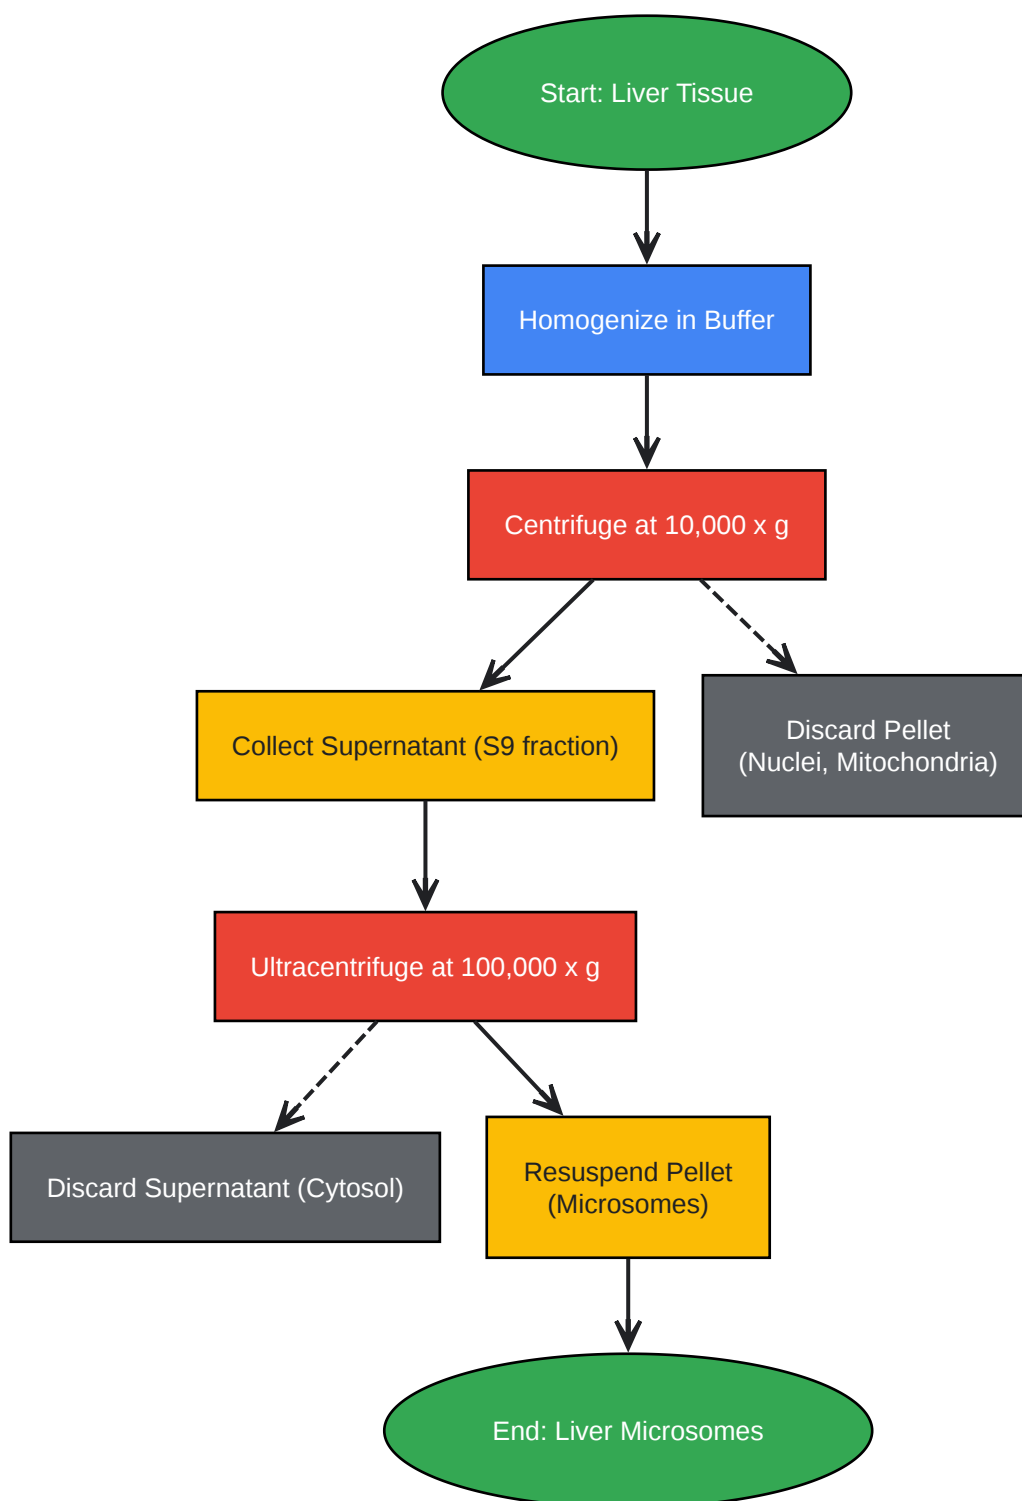 Start: Liver Tissue
Homogenize in Buffer
Centrifuge at 10,000 x g
Collect Supernatant (S9 fraction)
Discard Pellet
(Nuclei, Mitochondria)
Ultracentrifuge at 100,000 x g
Discard Supernatant (Cytosol)
Resuspend Pellet
(Microsomes)
End: Liver Microsomes